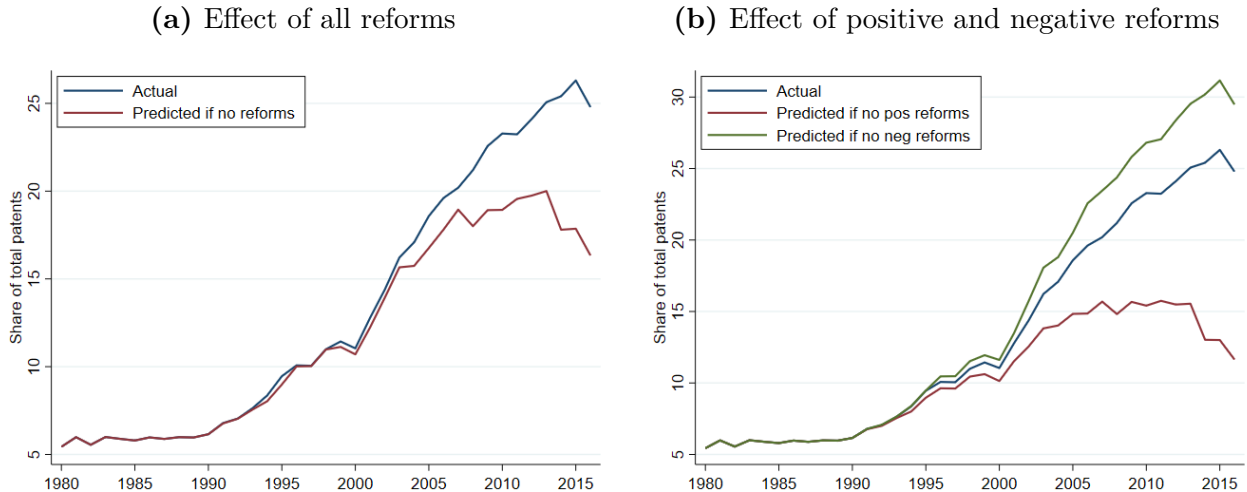 (a) Effect of all reforms
Actual
Predicted if no reforms
Share of total patents
25
20
15
10
5
1980 1985 1990 1995 2000 2005 2010 2015
(b) Effect of positive and negative reforms
Actual
Predicted if no pos reforms
Predicted if no neg reforms
Share of total patents
30
25
20
15
10
5
1980 1985 1990 1995 2000 2005 2010 2015